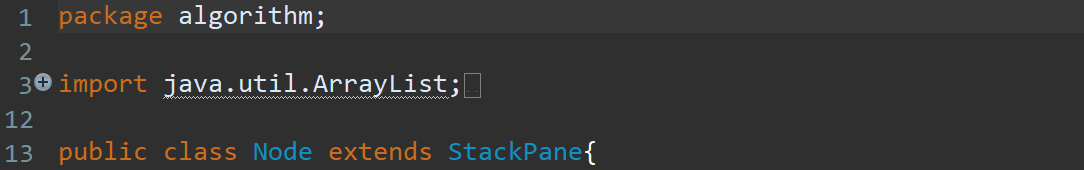 1 package algorithm;
2
3 import java.util.ArrayList;
12
13 public class Node extends StackPane{